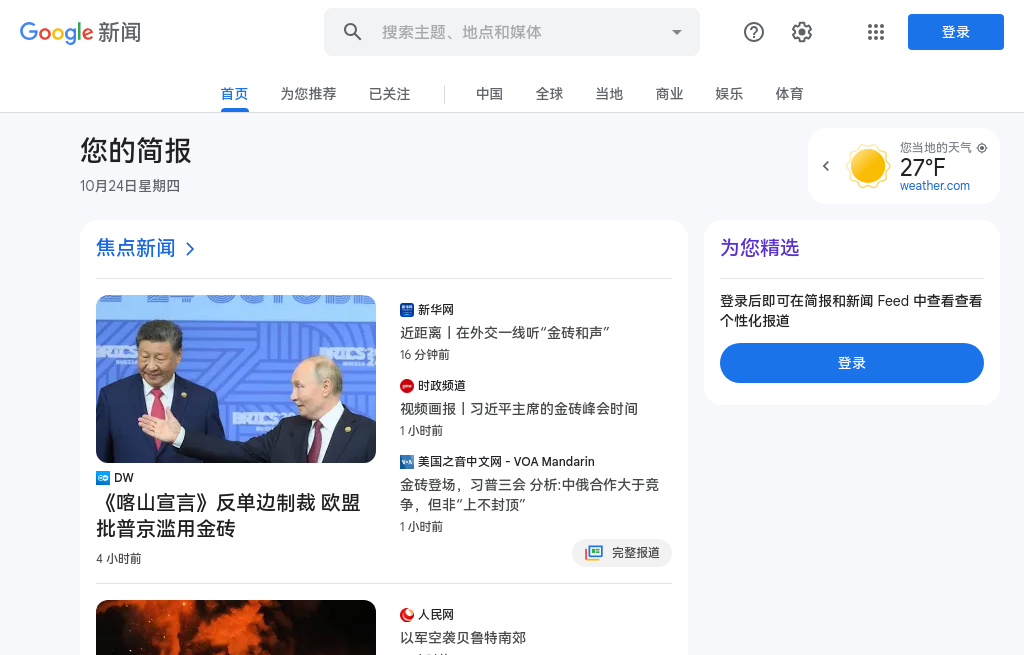 Google 新闻
搜索主题、地点和媒体
登录
首页
为您推荐
已关注
中国
全球
当地
商业
娱乐
体育
您的简报
10月24日星期四
您当地的天气
27°F
weather.com
焦点新闻
BRICS
BRICS
BRICS
DW
《喀山宣言》反单边制裁 欧盟
批普京滥用金砖
4 小时前
新华网
近距离丨在外交一线听“金砖和声”
16 分钟前
时政频道
视频画报丨习近平主席的金砖峰会时间
1 小时前
美国之音中文网 - VOA Mandarin
金砖登场，习普三会 分析:中俄合作大于竞
争，但非“上不封顶”
1 小时前
完整报道
人民网
以军空袭贝鲁特南郊
为您精选
登录后即可在简报和新闻 Feed 中查看查看
个性化报道
登录